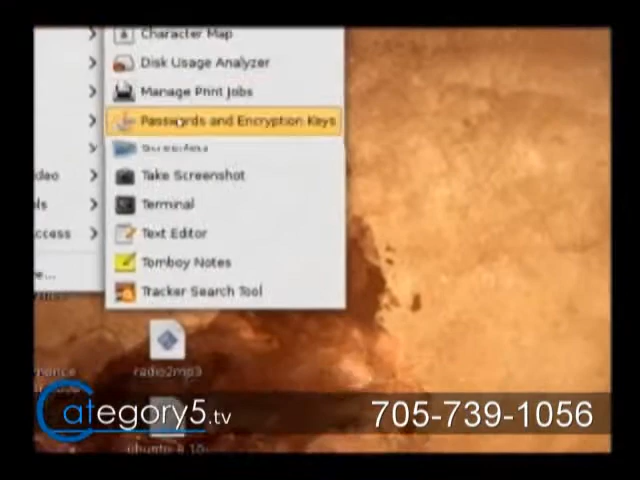 Character Map
Disk Usage Analyzer
Manage Print Jobs
Passwords and Encryption Keys
Take Screenshot
Terminal
Text Editor
Tomboy Notes
Tracker Search Tool
radio2mp3
Category5.tv
705-739-1056